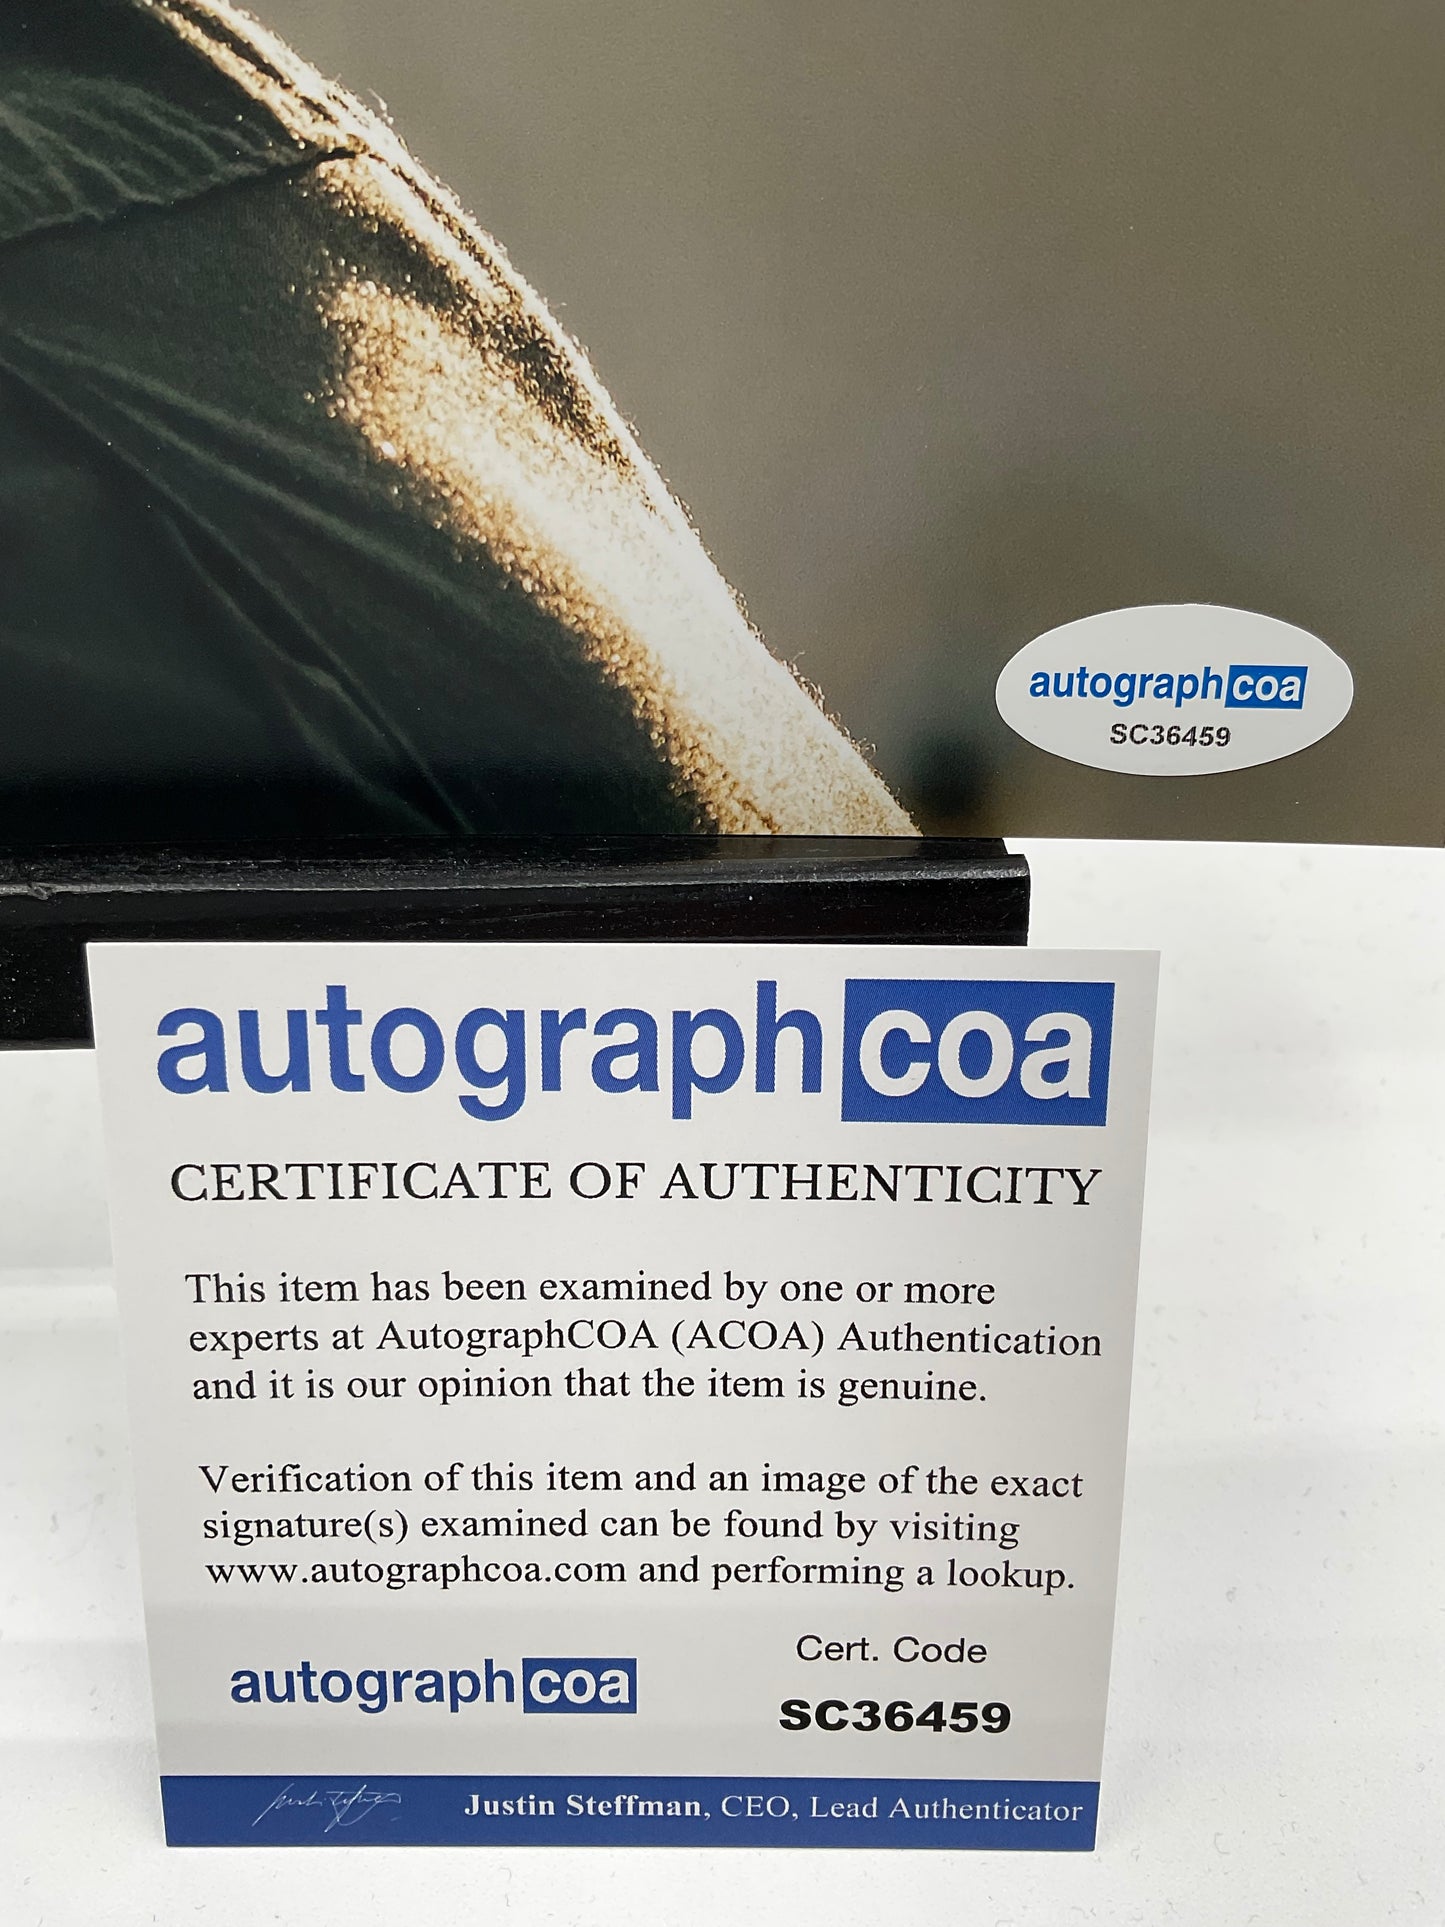 autographcoa
SC36459
autographcoa
CERTIFICATE OF AUTHENTICITY
This item has been examined by one or more
experts at AutographCOA (ACOA) Authentication
and it is our opinion that the item is genuine.
Verification of this item and an image of the exact
signature(s) examined can be found by visiting
www.autographcoa.com and performing a lookup.
autographcoa
Cert. Code
SC36459
Justin Steffman, CEO, Lead Authenticator